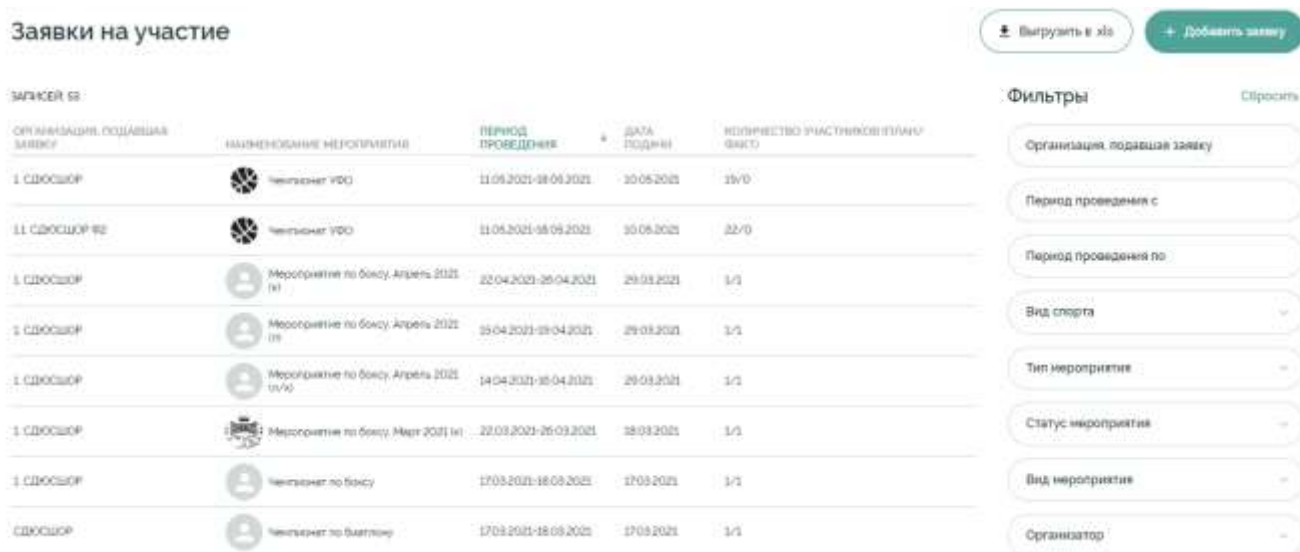 Заявки на участие
Выгрузить в .xls
+ Добавить заявку
ЗАПИСЕЙ: 53
Фильтры
Сбросить
ОРГАНИЗАЦИЯ, ПОДАВШАЯ
ЗАЯВКУ
НАИМЕНОВАНИЕ МЕРОПРИЯТИЯ
ПЕРИОД
ПРОВЕДЕНИЯ
ДАТА
ПОДАЧИ
КОЛИЧЕСТВО УЧАСТНИКОВ (ПЛАН/
ФАКТ)
1 СДЮСШОР
Чемпионат УФО
11.05.2021-18.05.2021
10.05.2021
19/0
11 СДЮСШОР
Чемпионат УФО
11.05.2021-18.05.2021
10.05.2021
22/0
1 СДЮСШОР
Мероприятие по боксу. Апрель 2021
(к)
22.04.2021-26.04.2021
29.03.2021
1/1
1 СДЮСШОР
Мероприятие по боксу. Апрель 2021
(л)
15.04.2021-19.04.2021
29.03.2021
1/1
1 СДЮСШОР
Мероприятие по боксу. Апрель 2021
(л/к)
14.04.2021-16.04.2021
29.03.2021
1/1
1 СДЮСШОР
Мероприятие по боксу. Март 2021 (к)
22.03.2021-26.03.2021
18.03.2021
1/1
1 СДЮСШОР
Чемпионат по боксу
17.03.2021-18.03.2021
17.03.2021
1/1
СДЮСШОР
Чемпионат по биатлону
17.03.2021-18.03.2021
17.03.2021
1/1
Организация, подавшая заявку
Период проведения с
Период проведения по
Вид спорта
Тип мероприятия
Статус мероприятия
Вид мероприятия
Организатор